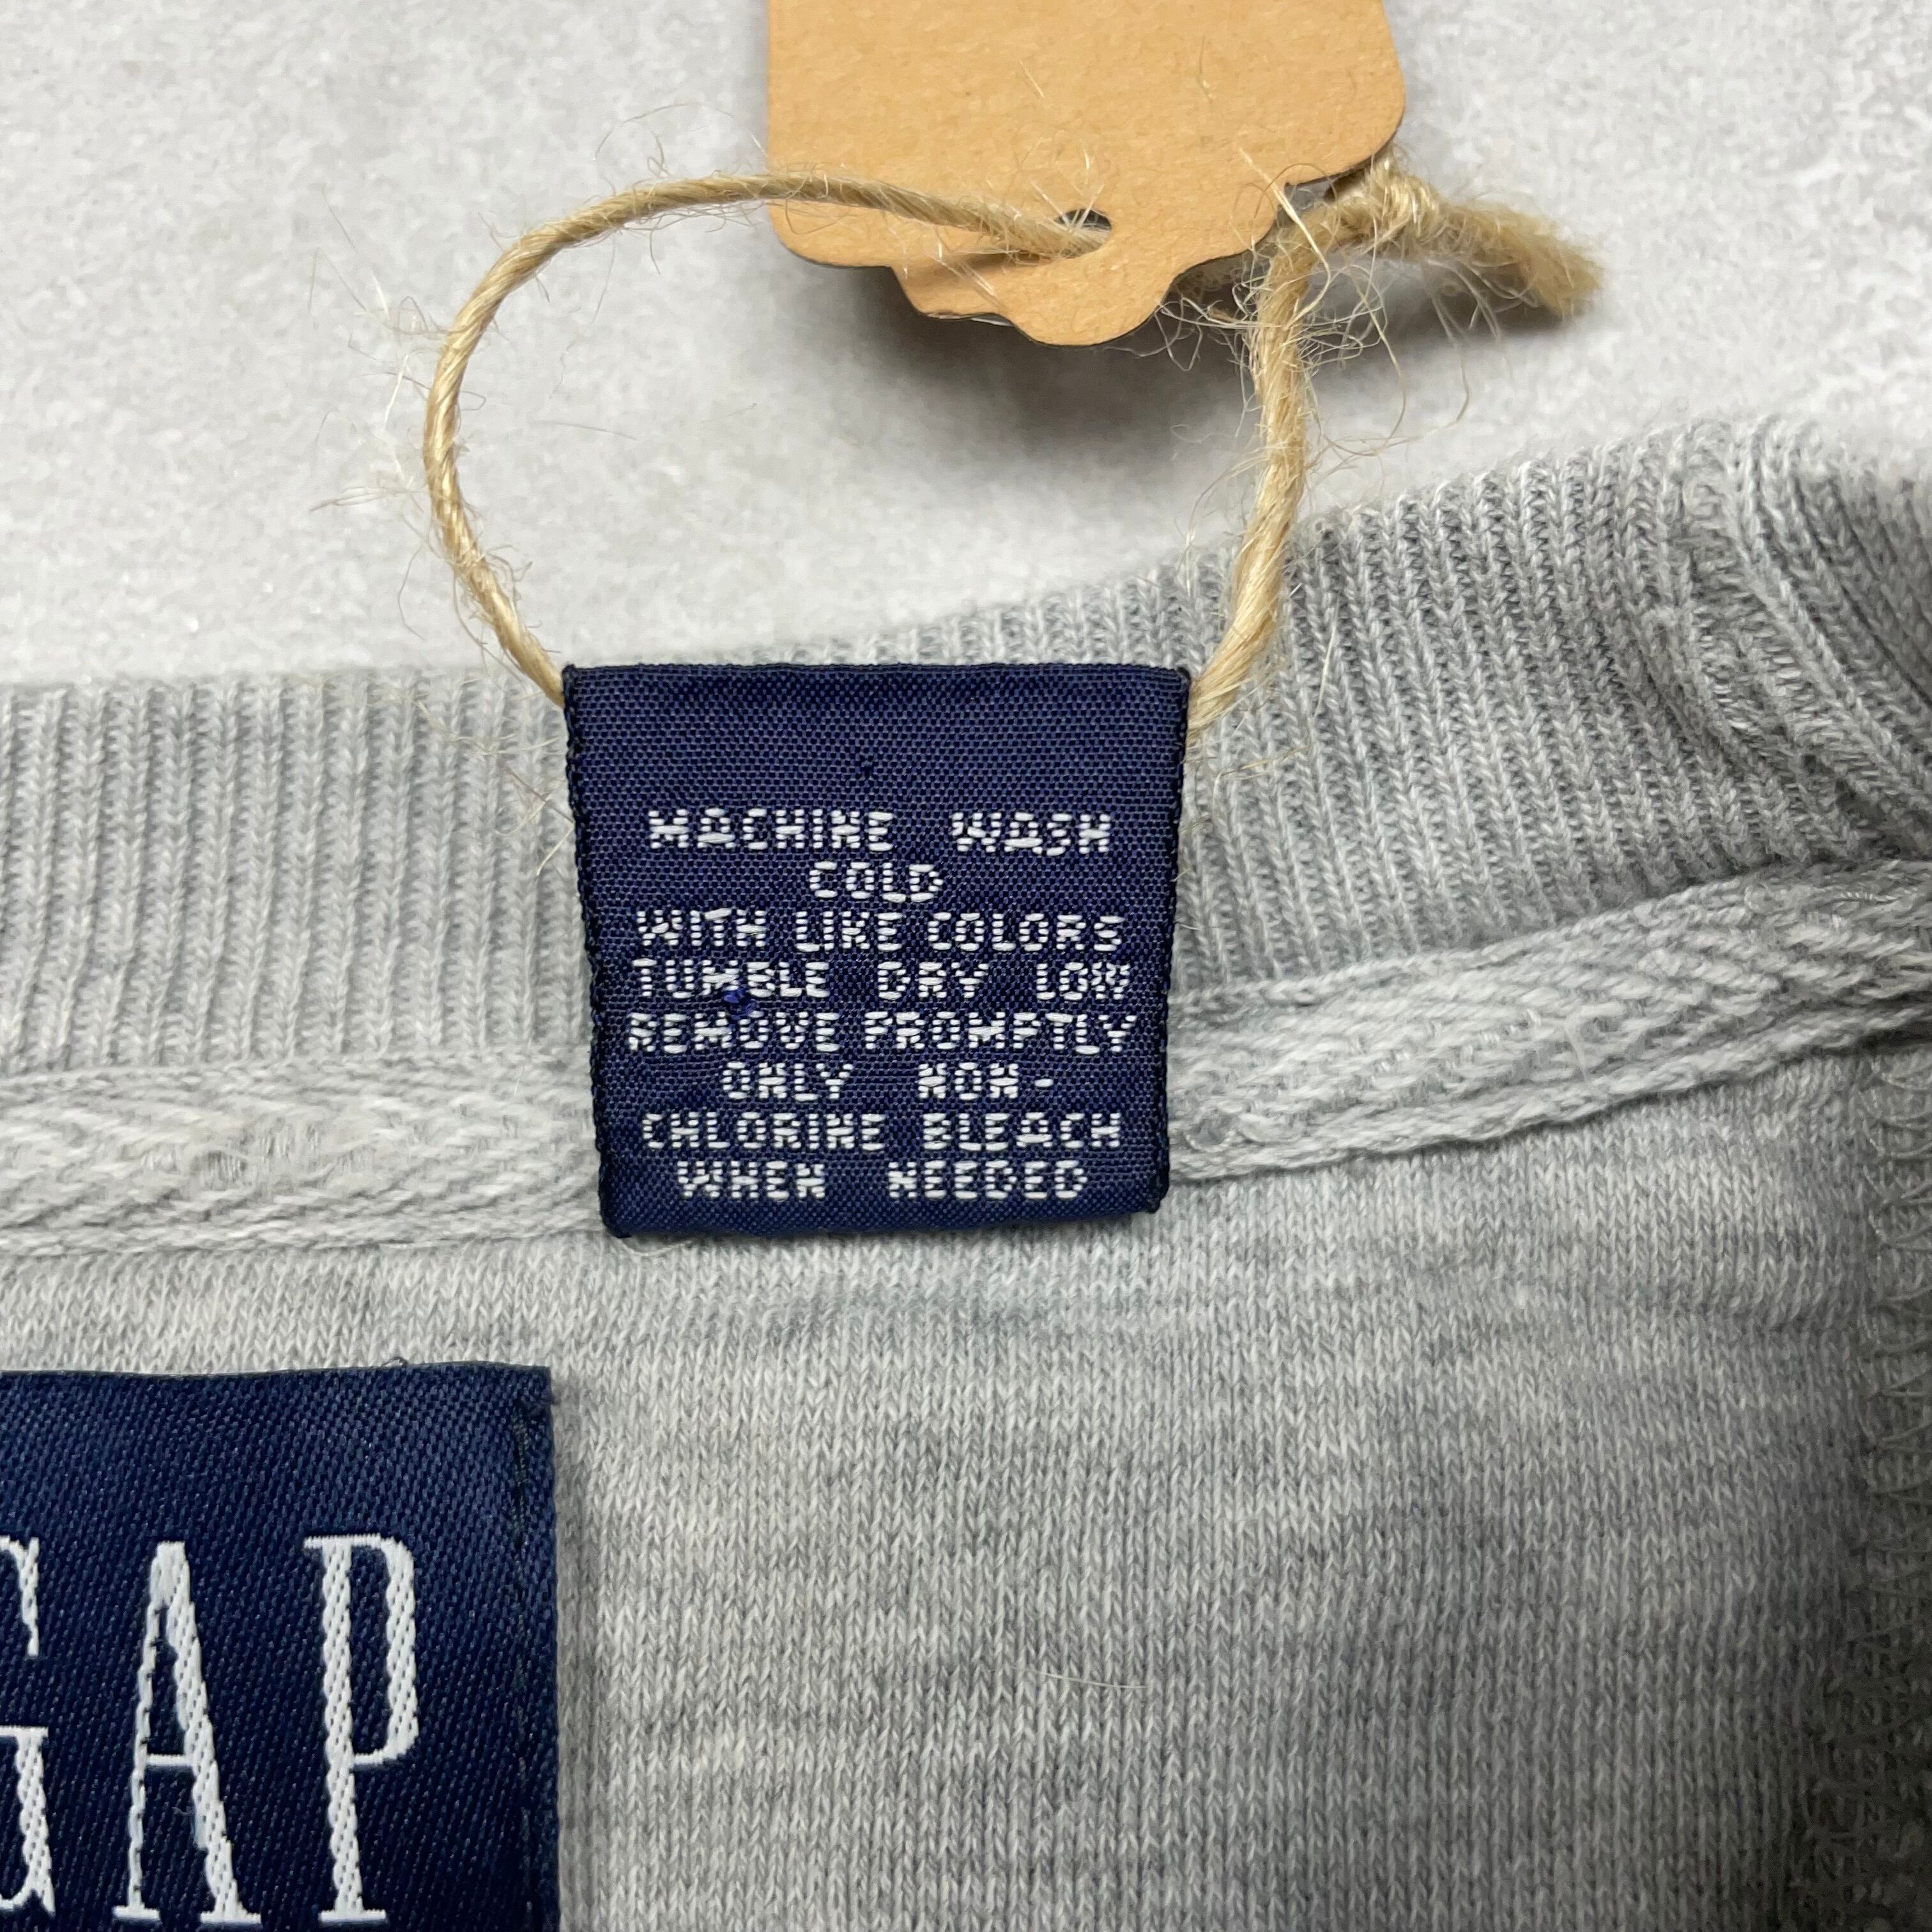 MACHINE WASH
COLD
WITH LIKE COLORS
TUMBLE DRY LOW
REMOVE PROMPTLY
ONLY NON-
CHLORINE BLEACH
WHEN NEEDED
GAP